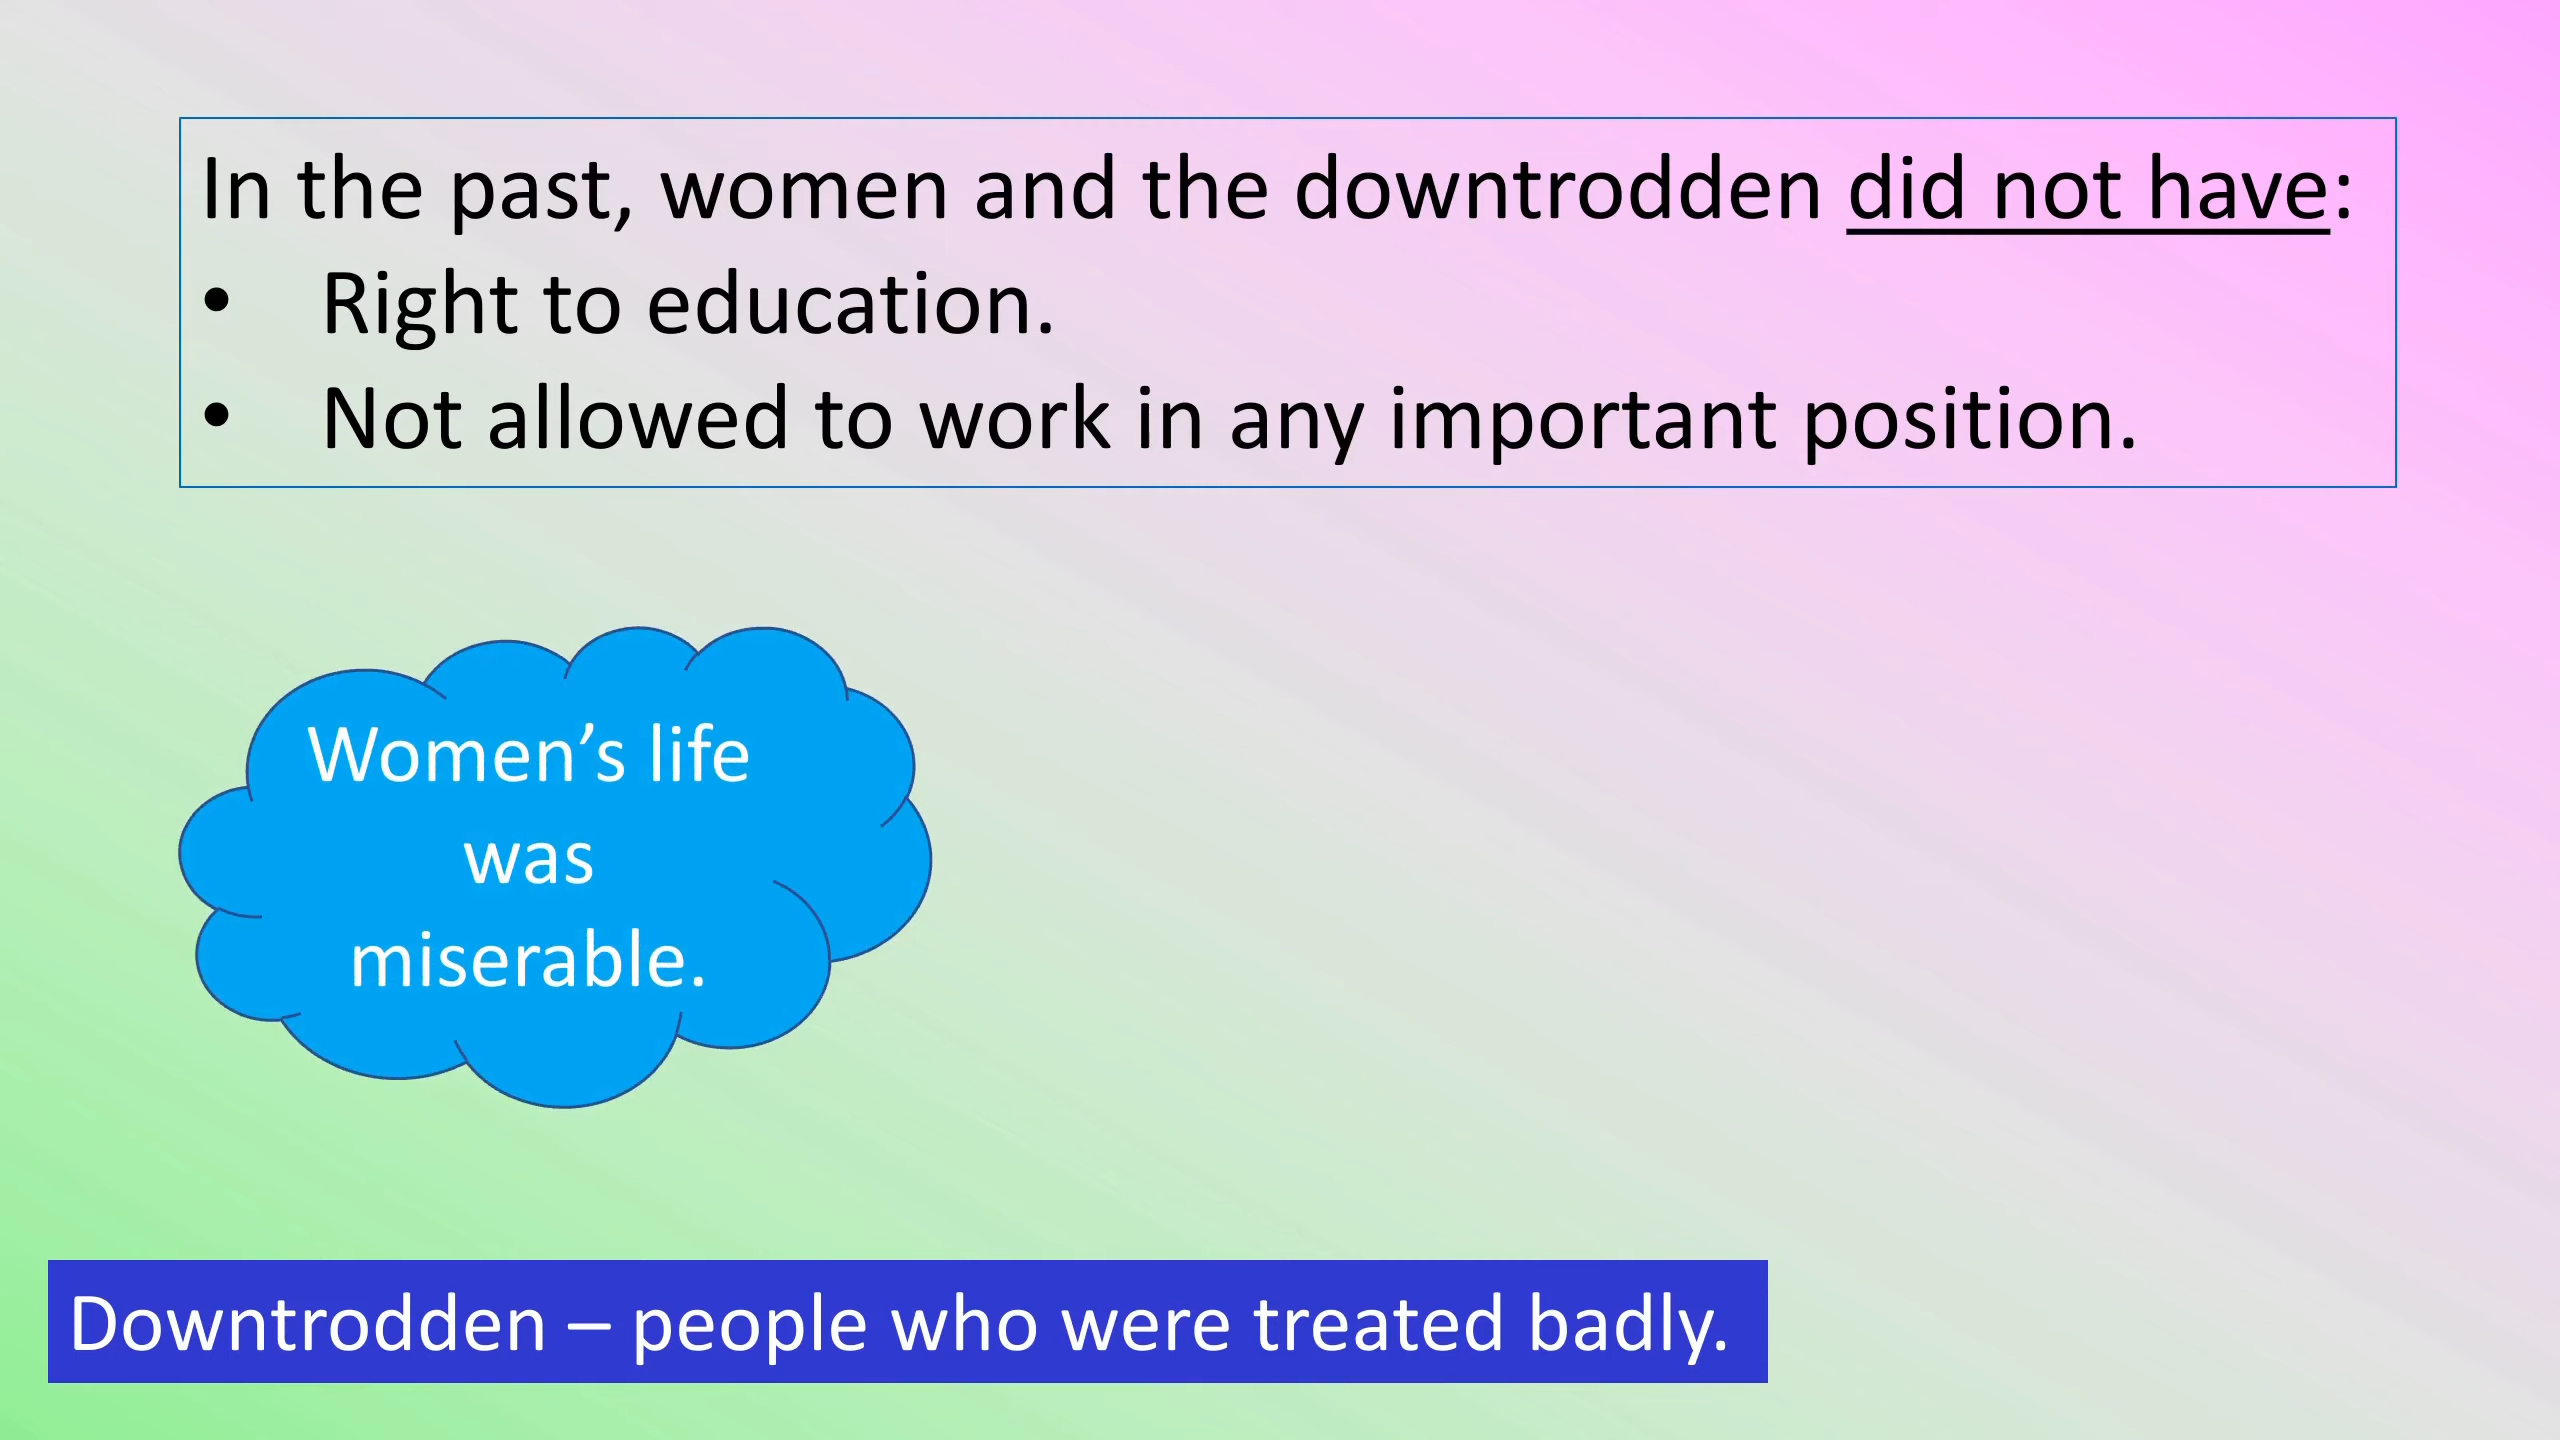 In the past, women and the downtrodden did not have:
• Right to education.
• Not allowed to work in any important position.
Women’s life
was
miserable.
Downtrodden – people who were treated badly.